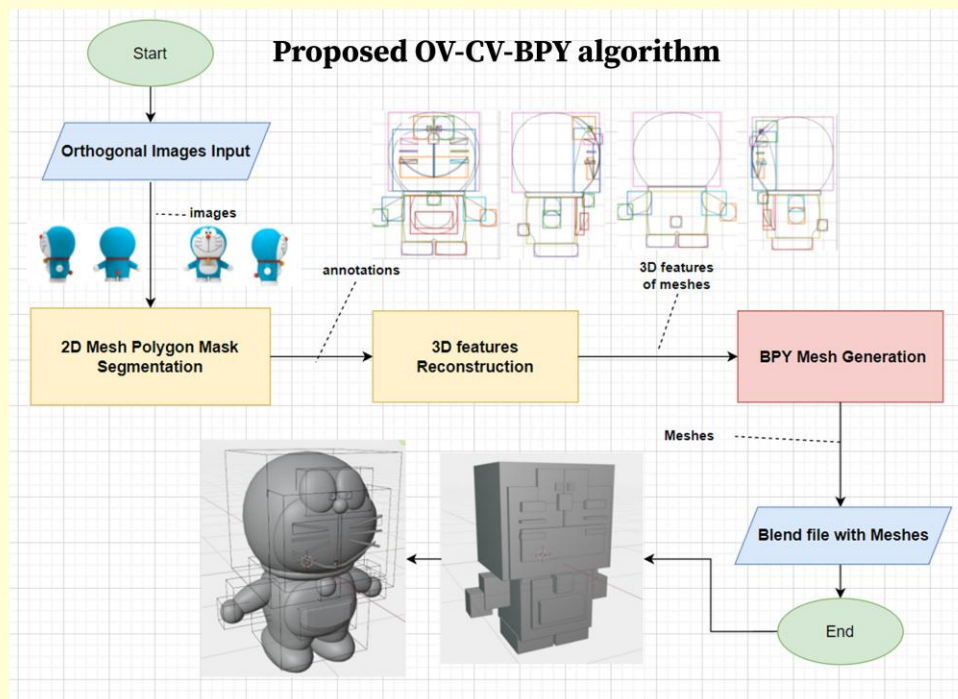 Proposed OV-CV-BPY algorithm
Start
Orthogonal Images Input
images
annotations
3D features
of meshes
2D Mesh Polygon Mask
Segmentation
3D features
Reconstruction
BPY Mesh Generation
Meshes
Blend file with Meshes
End